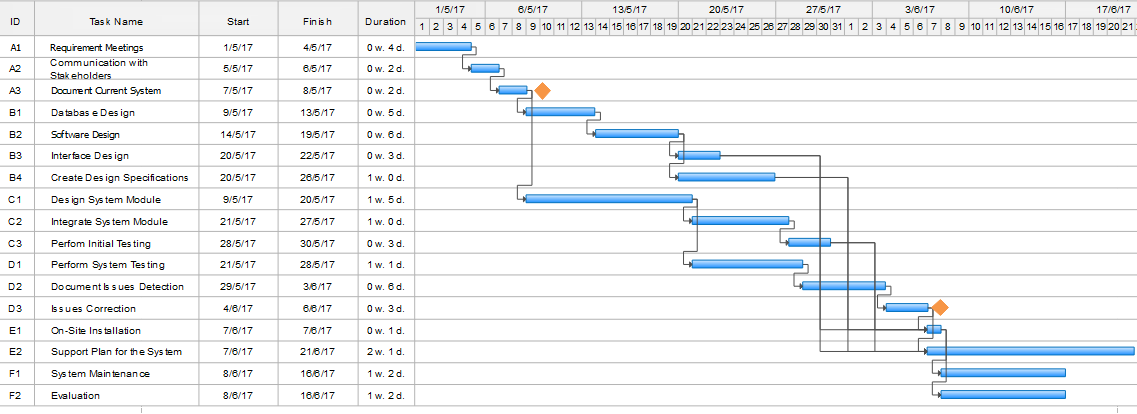 ID Task Name Start Finish Duration 1/5/17 6/5/17 13/5/17 20/5/17 27/5/17 3/6/17 10/6/17 17/6/17
1 2 3 4 5 6 7 8 9 10 11 12 13 14 15 16 17 18 19 20 21 22 23 24 25 26 27 28 29 30 31 1 2 3 4 5 6 7 8 9 10 11 12 13 14 15 16 17 18 19 20 21
A1 Requirement Meetings 1/5/17 4/5/17 0 w. 4 d.
A2 Communication with Stakeholders 5/5/17 6/5/17 0 w. 2 d.
A3 Document Current System 7/5/17 8/5/17 0 w. 2 d.
B1 Database Design 9/5/17 13/5/17 0 w. 5 d.
B2 Software Design 14/5/17 19/5/17 0 w. 6 d.
B3 Interface Design 20/5/17 22/5/17 0 w. 3 d.
B4 Create Design Specifications 20/5/17 26/5/17 1 w. 0 d.
C1 Design System Module 9/5/17 20/5/17 1 w. 5 d.
C2 Integrate System Module 21/5/17 27/5/17 1 w. 0 d.
C3 Perfom Initial Testing 28/5/17 30/5/17 0 w. 3 d.
D1 Perform System Testing 21/5/17 28/5/17 1 w. 1 d.
D2 Document Issues Detection 29/5/17 3/6/17 0 w. 6 d.
D3 Issues Correction 4/6/17 6/6/17 0 w. 3 d.
E1 On-Site Installation 7/6/17 7/6/17 0 w. 1 d.
E2 Support Plan for the System 7/6/17 21/6/17 2 w. 1 d.
F1 System Maintenance 8/6/17 16/6/17 1 w. 2 d.
F2 Evaluation 8/6/17 16/6/17 1 w. 2 d.